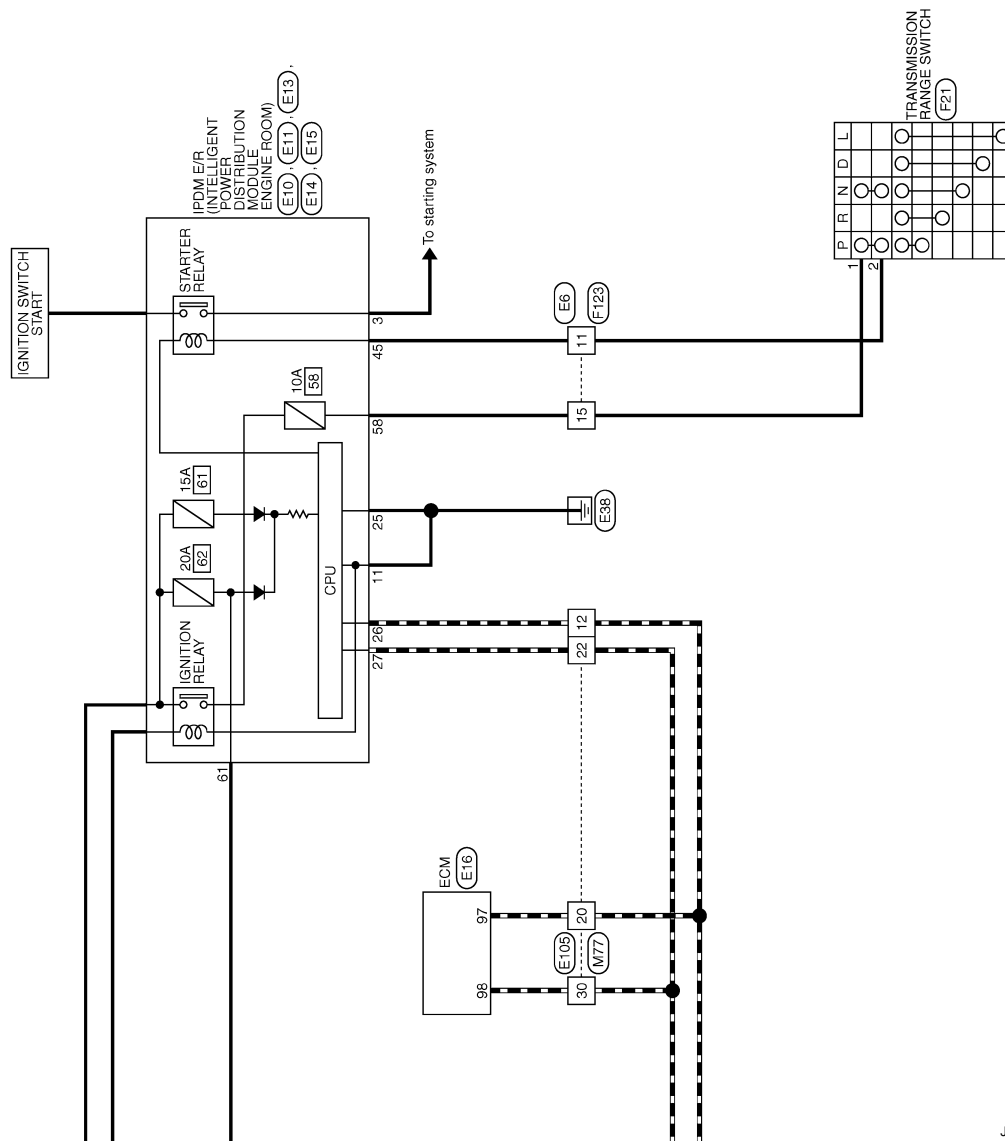 IGNITION SWITCH
START
IPDM E/R
(INTELLIGENT
POWER
DISTRIBUTION
MODULE
ENGINE ROOM)
E10 , E11 , E13 ,
E14 , E15
STARTER
RELAY
To starting system
3
45
10A
58
58
15A
61
20A
62
IGNITION
RELAY
CPU
25
11
26
27
61
E6
F123
11
15
E38
12
22
ECM
E16
97
98
20
30
E105
M77
TRANSMISSION
RANGE SWITCH
F21
P R N D L
1
2